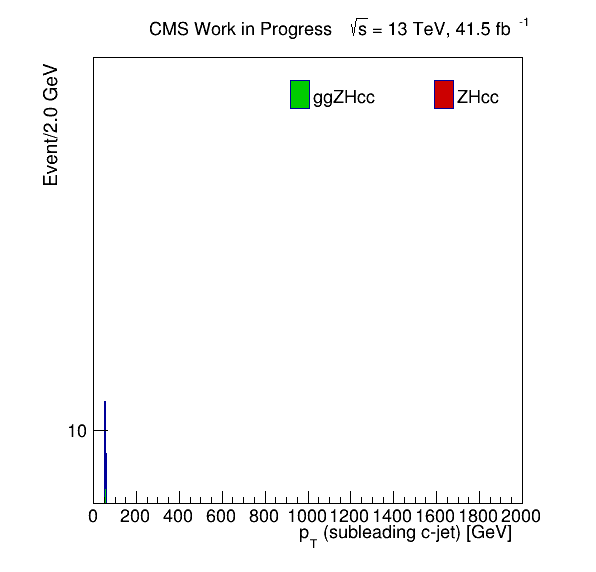 CMS Work in Progress √s = 13 TeV, 41.5 fb⁻¹
Event/2.0 GeV
ggZHcc ZHcc
10
0 200 400 600 800 1000 1200 1400 1600 1800 2000
p_T (subleading c-jet) [GeV]